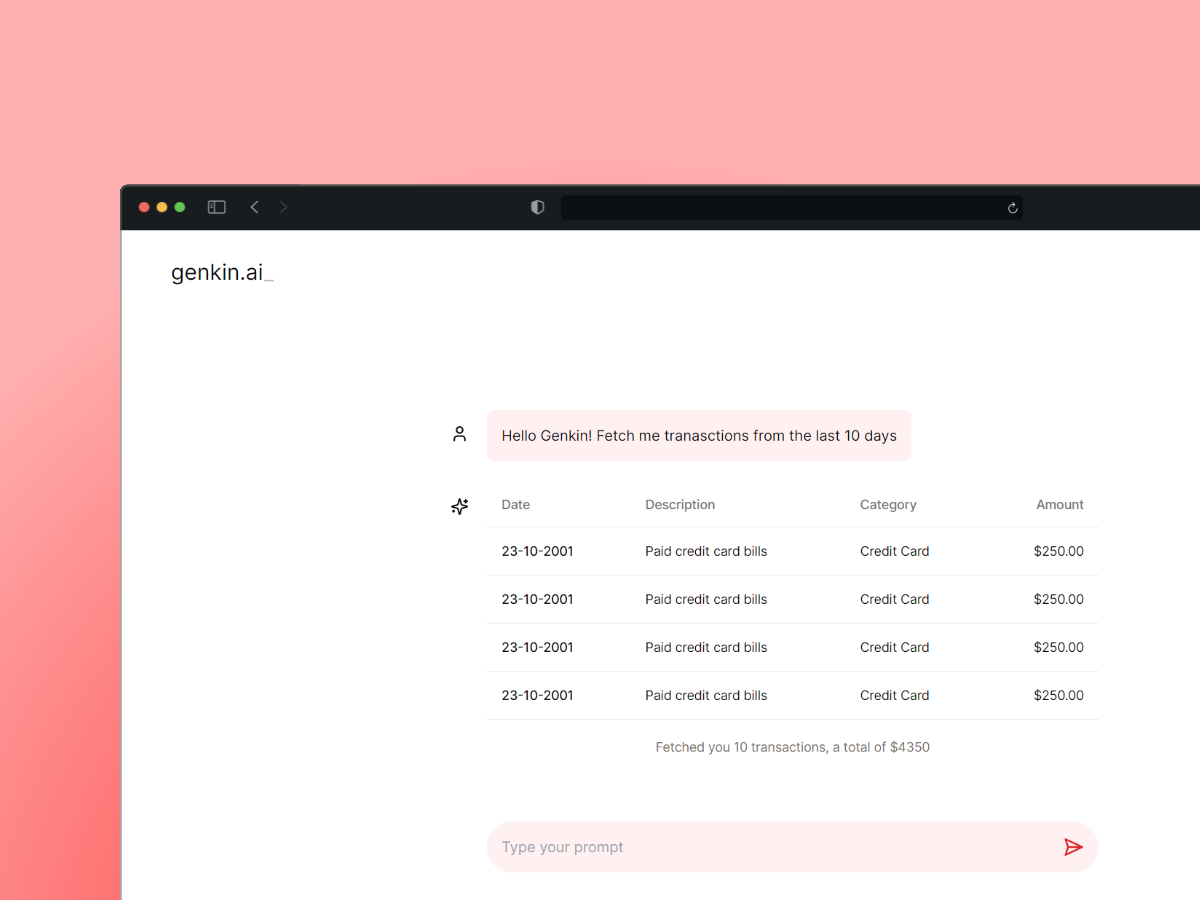 genkin.ai_
Hello Genkin! Fetch me tranasctions from the last 10 days
Date Description Category Amount
23-10-2001 Paid credit card bills Credit Card $250.00
23-10-2001 Paid credit card bills Credit Card $250.00
23-10-2001 Paid credit card bills Credit Card $250.00
23-10-2001 Paid credit card bills Credit Card $250.00
Fetched you 10 transactions, a total of $4350
Type your prompt